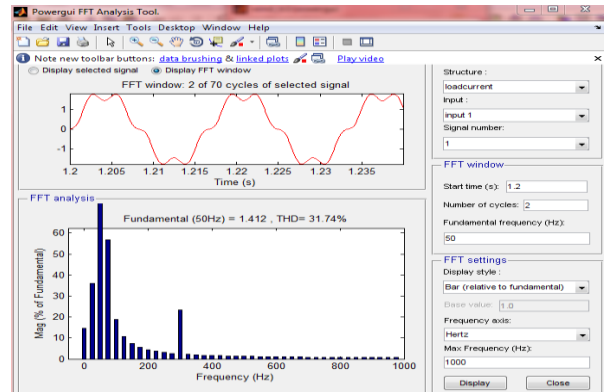 Powergui FFT Analysis Tool.
File Edit View Insert Tools Desktop Window Help
Note new toolbar buttons: data brushing & linked plots Play video
Display selected signal Display FFT window
FFT window: 2 of 70 cycles of selected signal
1
0
-1
1.2 1.205 1.21 1.215 1.22 1.225 1.23 1.235
Time (s)
FFT analysis
Fundamental (50Hz) = 1.412 , THD= 31.74%
Mag (% of Fundamental)
60
50
40
30
20
10
0
0 200 400 600 800 1000
Frequency (Hz)
Structure :
loadcurrent
Input :
input 1
Signal number:
1
FFT window
Start time (s): 1.2
Number of cycles: 2
Fundamental frequency (Hz):
50
FFT settings
Display style :
Bar (relative to fundamental)
Base value: 1.0
Frequency axis:
Hertz
Max Frequency (Hz):
1000
Display Close